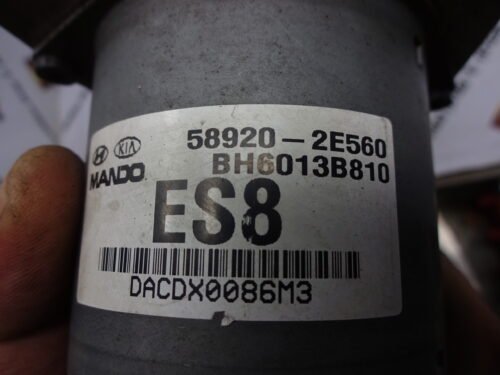 58920-2E560
KIA
MANDO BH6013B810
ES8
DACDX0086M3